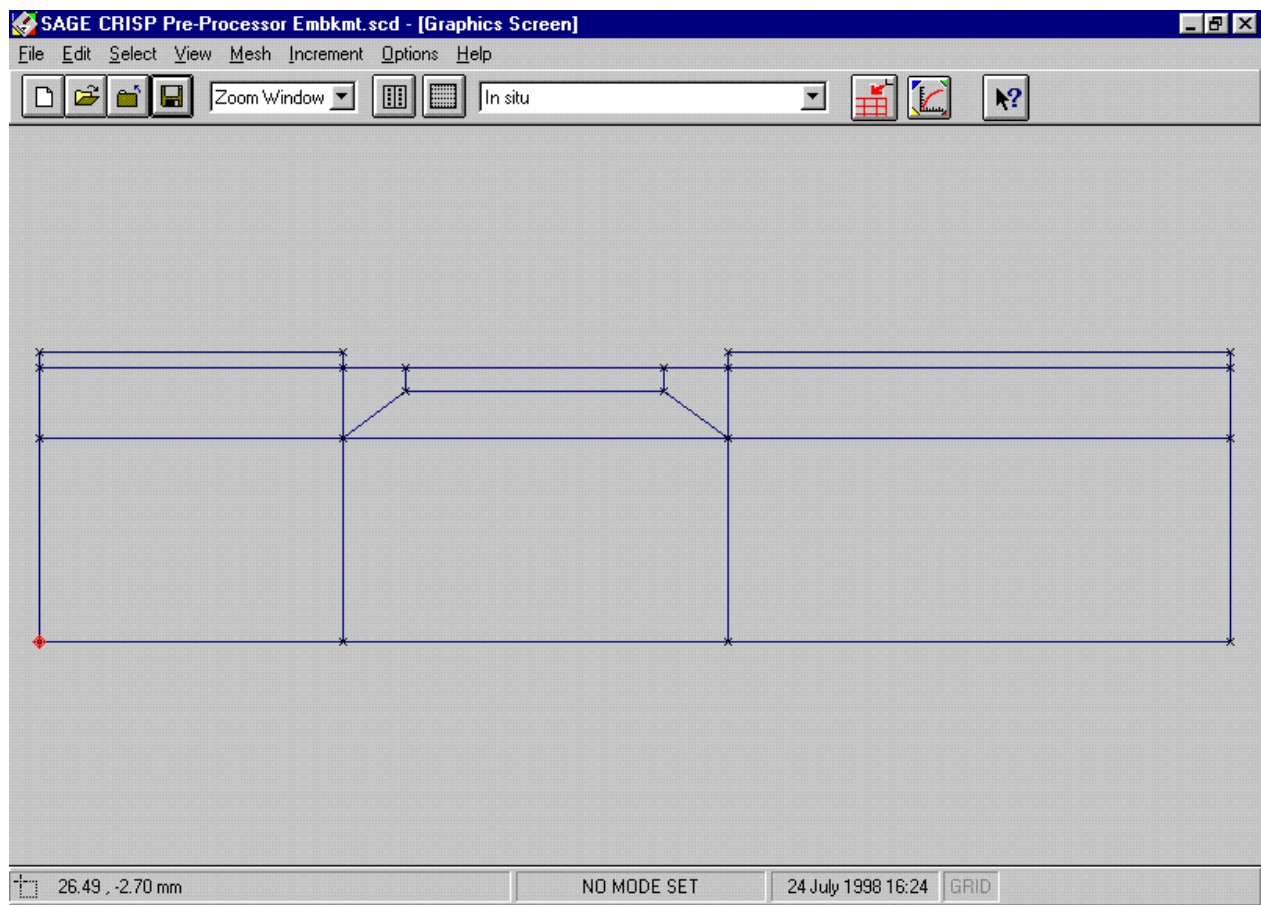 SAGE CRISP Pre-Processor Embkmt.scd - [Graphics Screen]
File Edit Select View Mesh Increment Options Help
Zoom Window In situ
26.49 , -2.70 mm NO MODE SET 24 July 1998 16:24 GRID